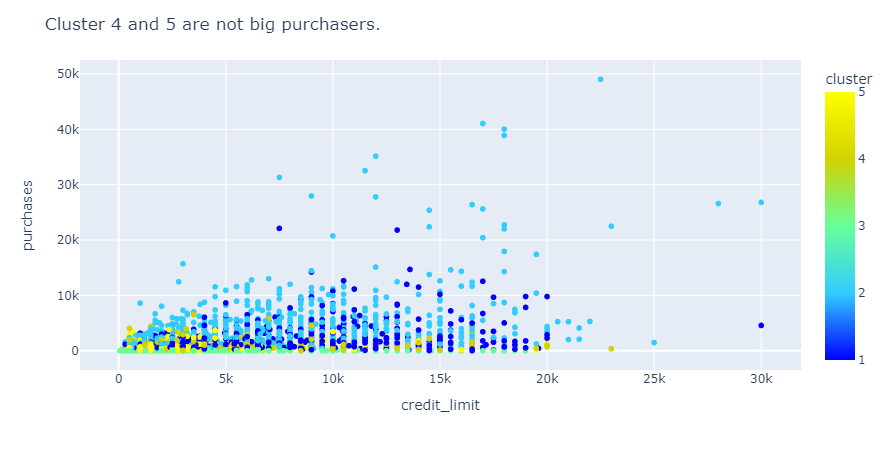 Cluster 4 and 5 are not big purchasers.
cluster
50k
40k
30k
20k
10k
0
purchases
0
5k
10k
15k
20k
25k
30k
credit_limit
5
4
3
2
1